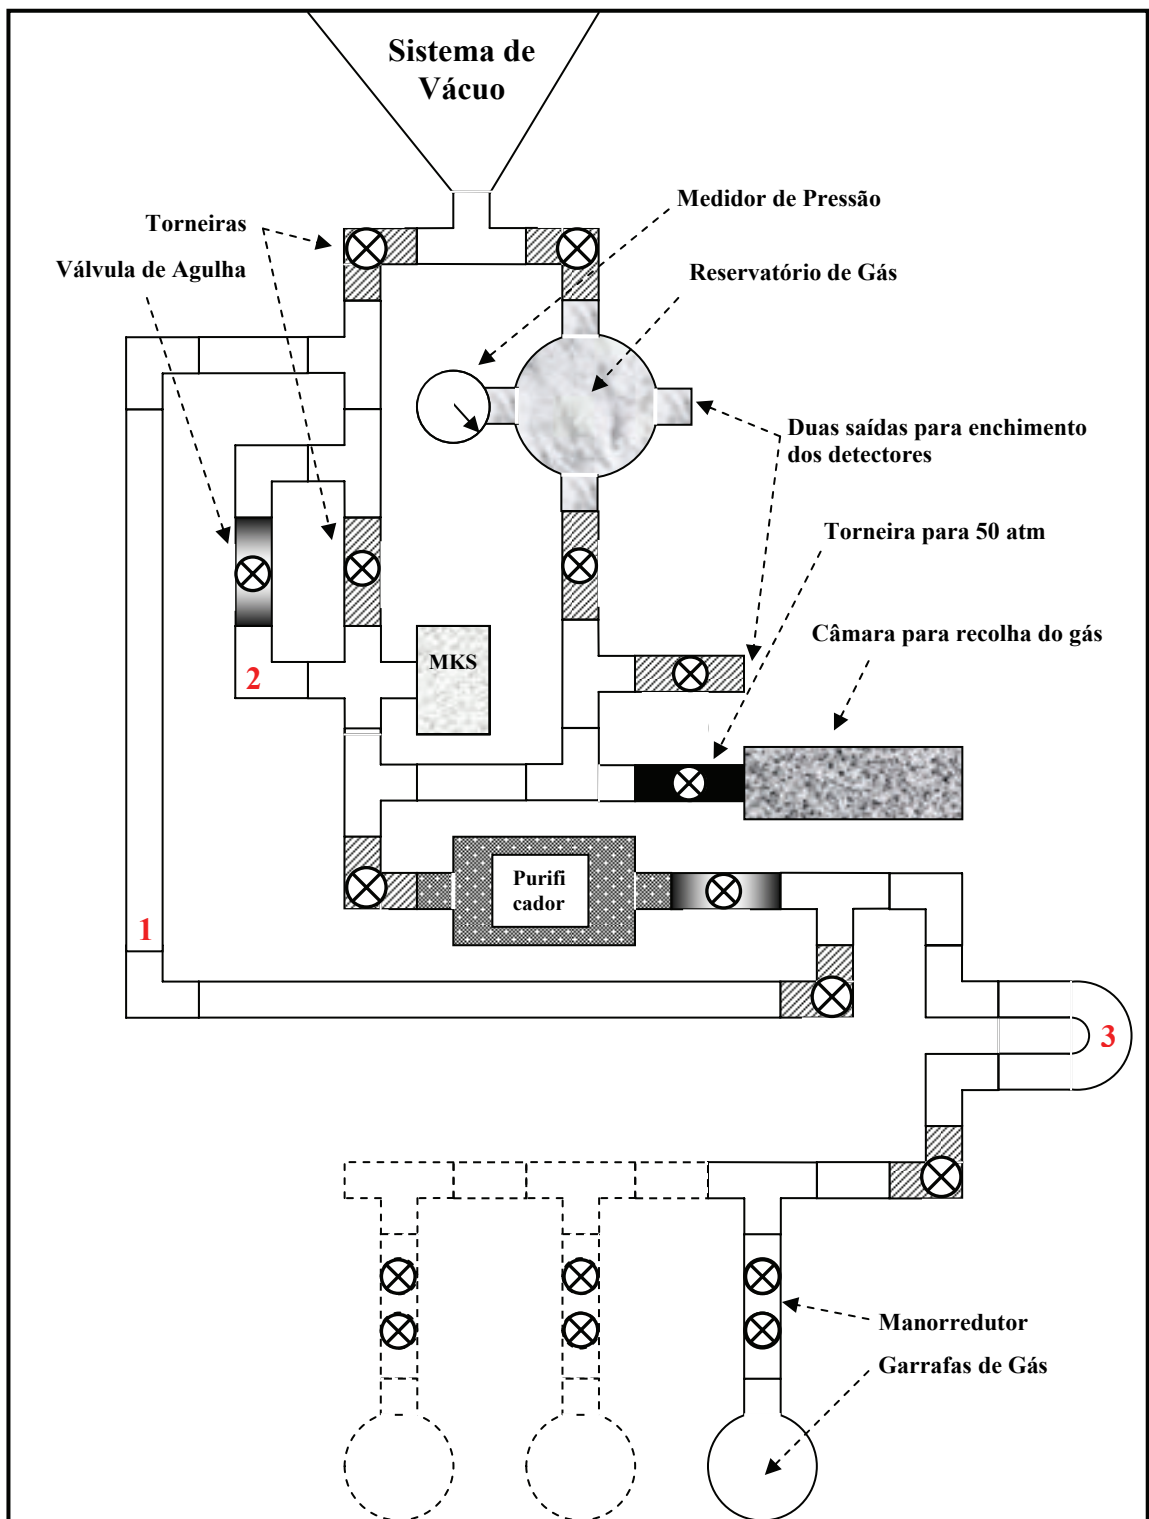 Sistema de
Vácuo
Medidor de Pressão
Torneiras
Válvula de Agulha
Reservatório de Gás
Duas saídas para enchimento
dos detectores
Torneira para 50 atm
Câmara para recolha do gás
MKS
2
Purifi
cador
1
3
Manorredutor
Garrafas de Gás